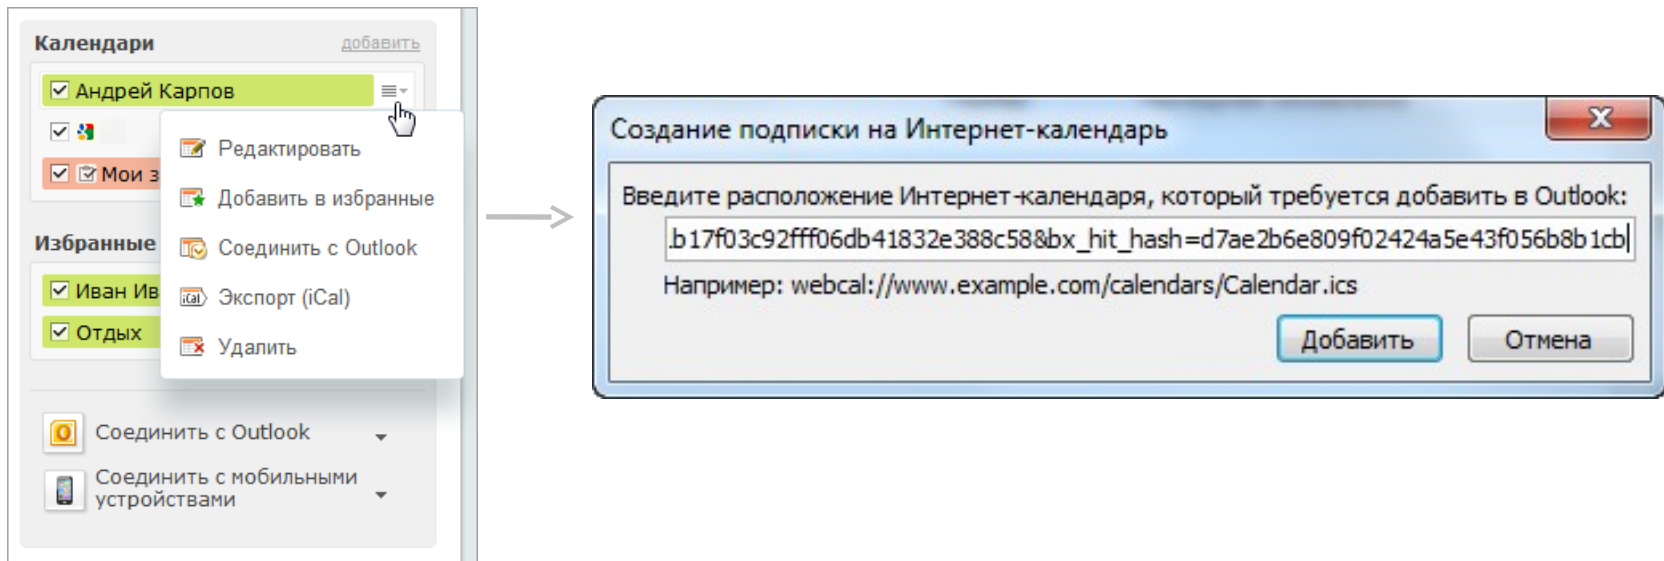 Календари
добавить
Андрей Карпов
Мои з
Редактировать
Добавить в избранные
Соединить с Outlook
Экспорт (iCal)
Удалить
Избранные
Иван Ив
Отдых
Соединить с Outlook
Соединить с мобильными
устройствами
Создание подписки на Интернет-календарь
Введите расположение Интернет-календаря, который требуется добавить в Outlook:
.b17f03c92fff06db41832e388c58&bx_hit_hash=d7ae2b6e809f02424a5e43f056b8b1cb
Например: webcal://www.example.com/calendars/Calendar.ics
Добавить
Отмена